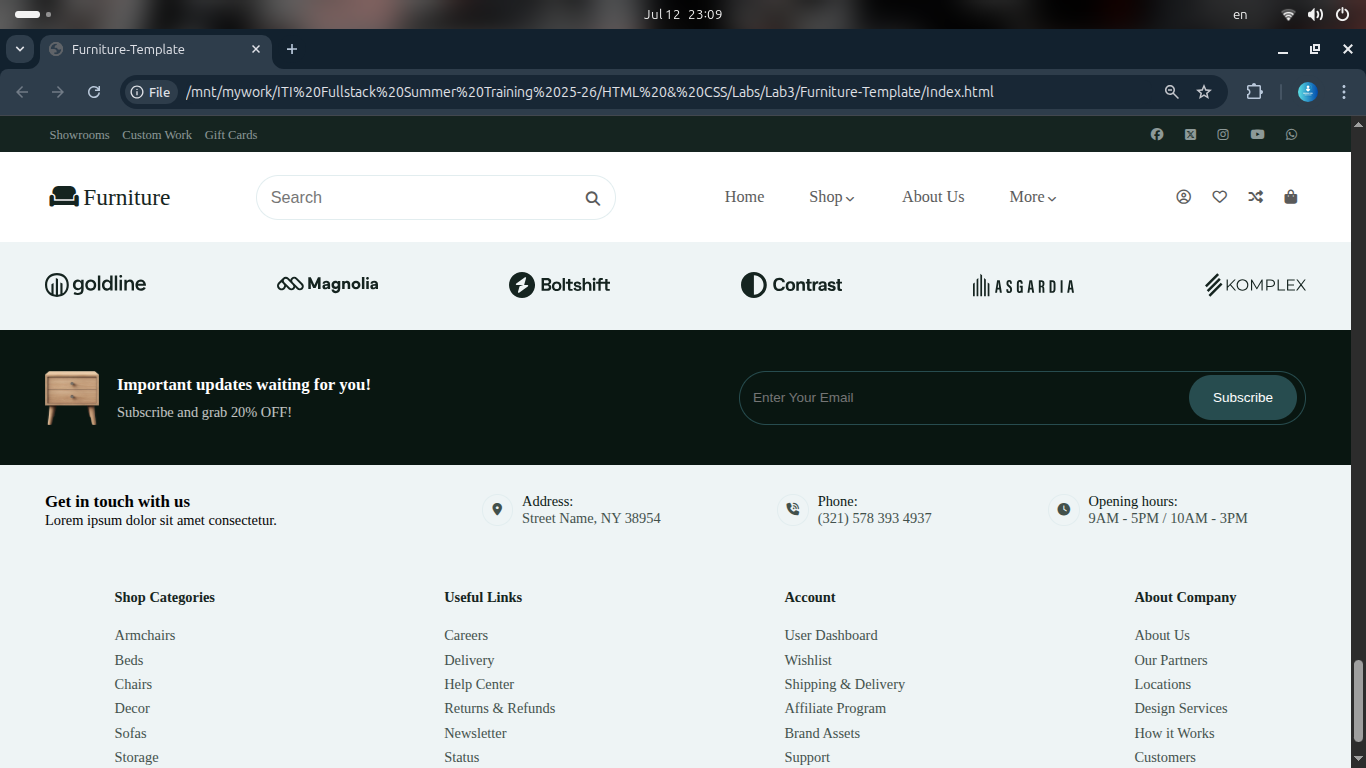 Jul 12 23:09
en
Furniture-Template
File
/mnt/mywork/ITI%20Fullstack%20Summer%20Training%2025-26/HTML%20&%20CSS/Labs/Lab3/Furniture-Template/Index.html
Showrooms Custom Work Gift Cards
Furniture
Search
Home Shop About Us More
goldline Magnolia Boltshift Contrast ASGARDIA KOMPLEX
Important updates waiting for you!
Subscribe and grab 20% OFF!
Enter Your Email
Subscribe
Get in touch with us
Lorem ipsum dolor sit amet consectetur.
Address:
Street Name, NY 38954
Phone:
(321) 578 393 4937
Opening hours:
9AM - 5PM / 10AM - 3PM
Shop Categories
Armchairs
Beds
Chairs
Decor
Sofas
Storage
Useful Links
Careers
Delivery
Help Center
Returns & Refunds
Newsletter
Status
Account
User Dashboard
Wishlist
Shipping & Delivery
Affiliate Program
Brand Assets
Support
About Company
About Us
Our Partners
Locations
Design Services
How it Works
Customers